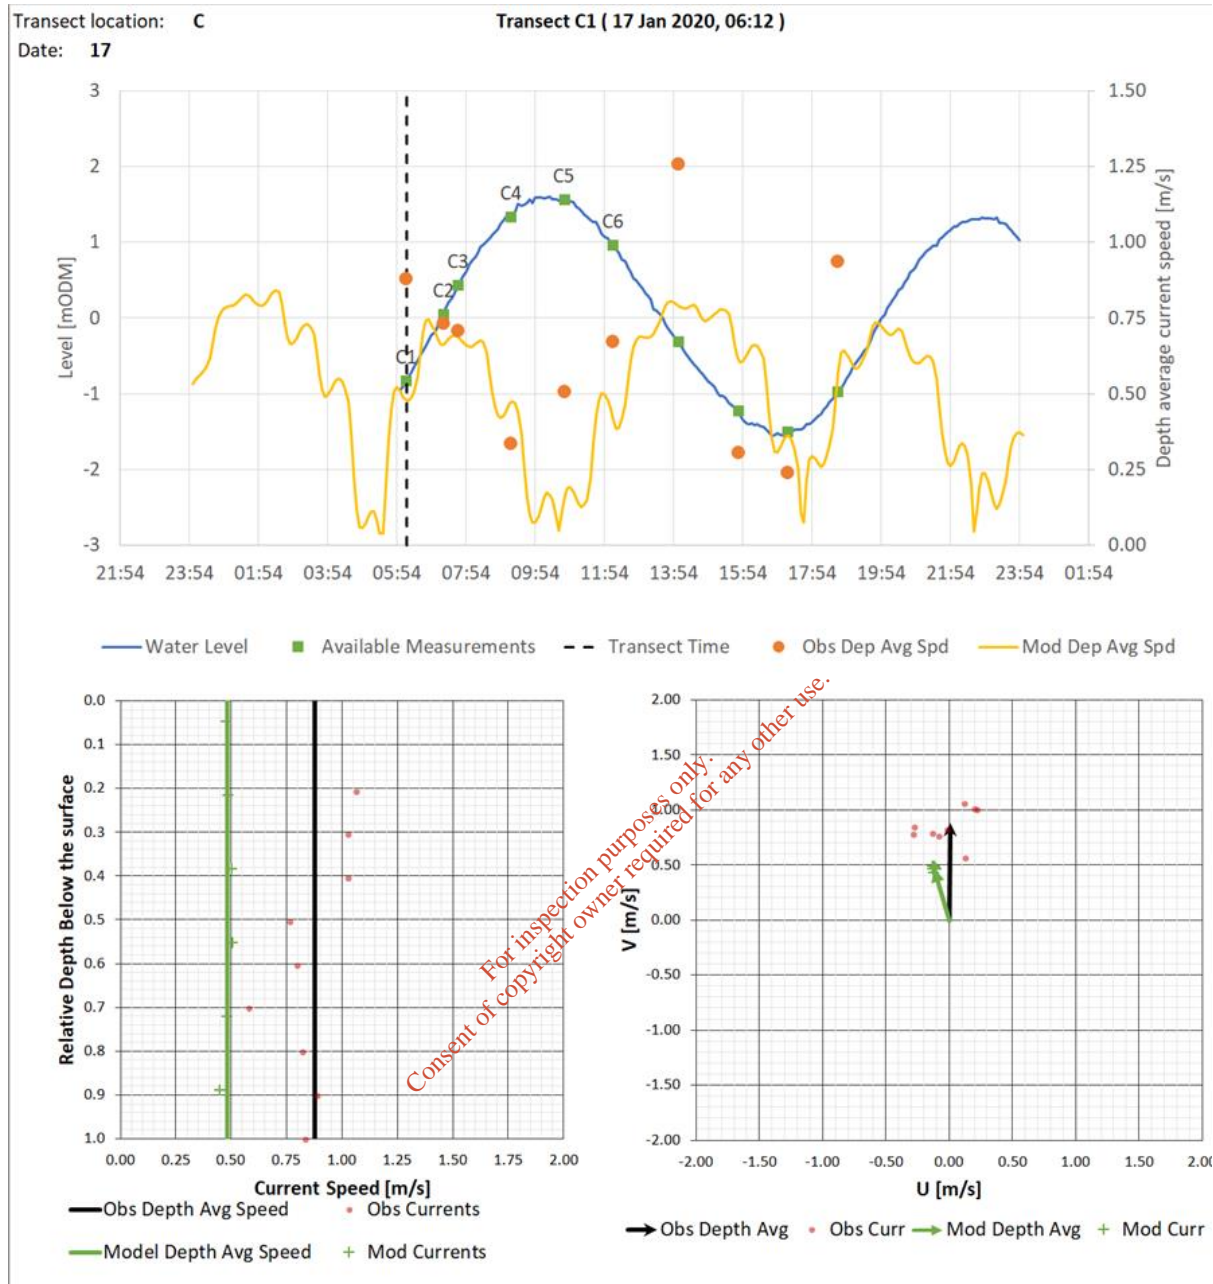 Transect location: C
Transect C1 ( 17 Jan 2020, 06:12 )
Date: 17
3
2
1
0
-1
-2
-3
Level [mODM]
1.50
1.25
1.00
0.75
0.50
0.25
0.00
Depth average current speed [m/s]
C1
C2
C3
C4
C5
C6
21:54 23:54 01:54 03:54 05:54 07:54 09:54 11:54 13:54 15:54 17:54 19:54 21:54 23:54 01:54
Water Level Available Measurements Transect Time Obs Dep Avg Spd Mod Dep Avg Spd
0.0
0.1
0.2
0.3
0.4
0.5
0.6
0.7
0.8
0.9
1.0
Relative Depth Below the surface
0.00 0.25 0.50 0.75 1.00 1.25 1.50 1.75 2.00
Current Speed [m/s]
Obs Depth Avg Speed Obs Currents
Model Depth Avg Speed Mod Currents
2.00
1.50
1.00
0.50
0.00
-0.50
-1.00
-1.50
-2.00
V [m/s]
-2.00 -1.50 -1.00 -0.50 0.00 0.50 1.00 1.50 2.00
U [m/s]
Obs Depth Avg Obs Curr Mod Depth Avg Mod Curr
For inspection purposes only.
Consent of copyright owner required for any other use.